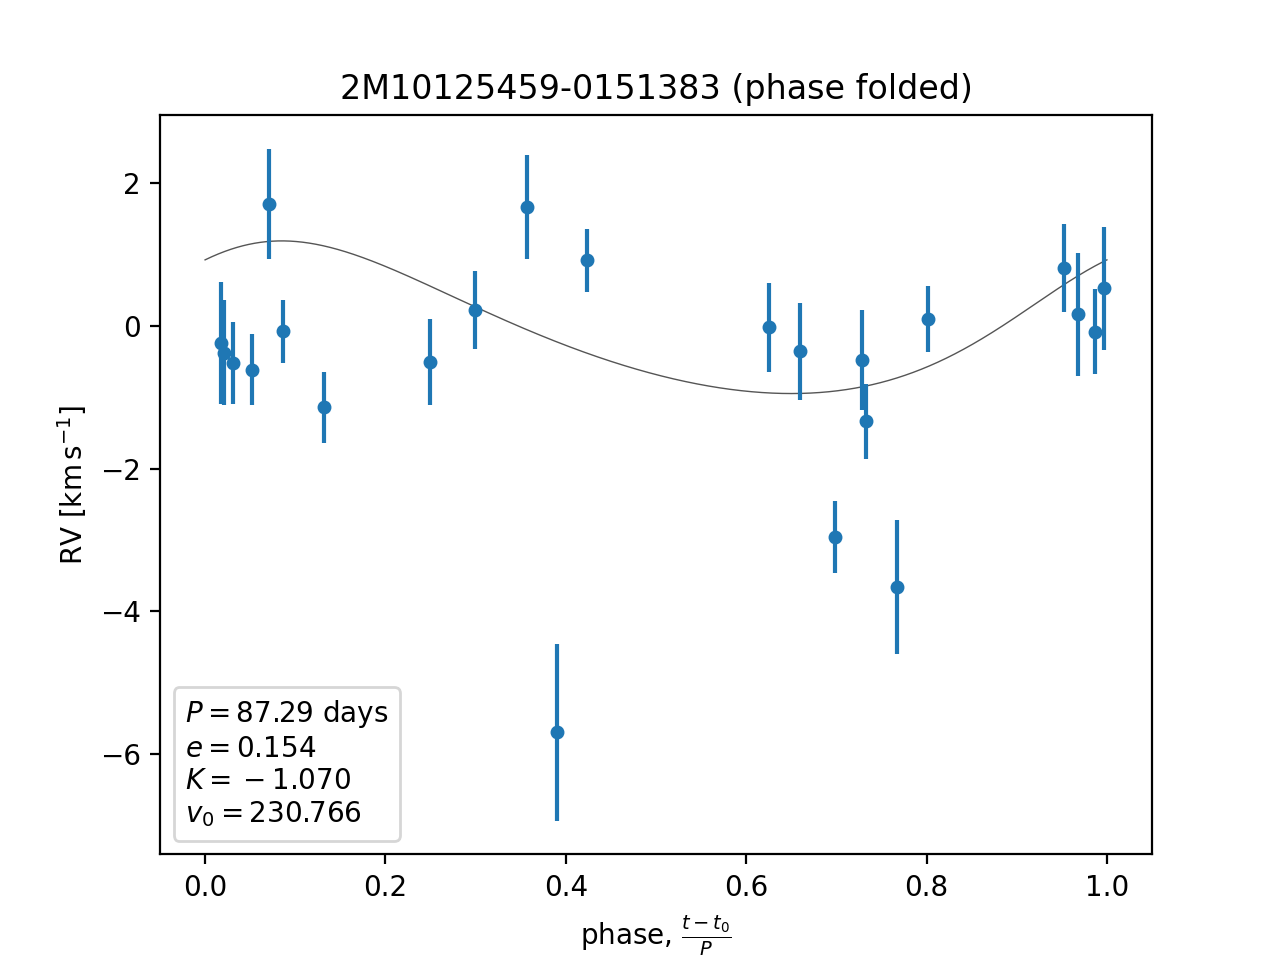 2M10125459-0151383 (phase folded)
RV [km s⁻¹]
2
0
−2
−4
−6
P = 87.29 days
e = 0.154
K = −1.070
v₀ = 230.766
0.0 0.2 0.4 0.6 0.8 1.0
phase, (t − t₀)/P